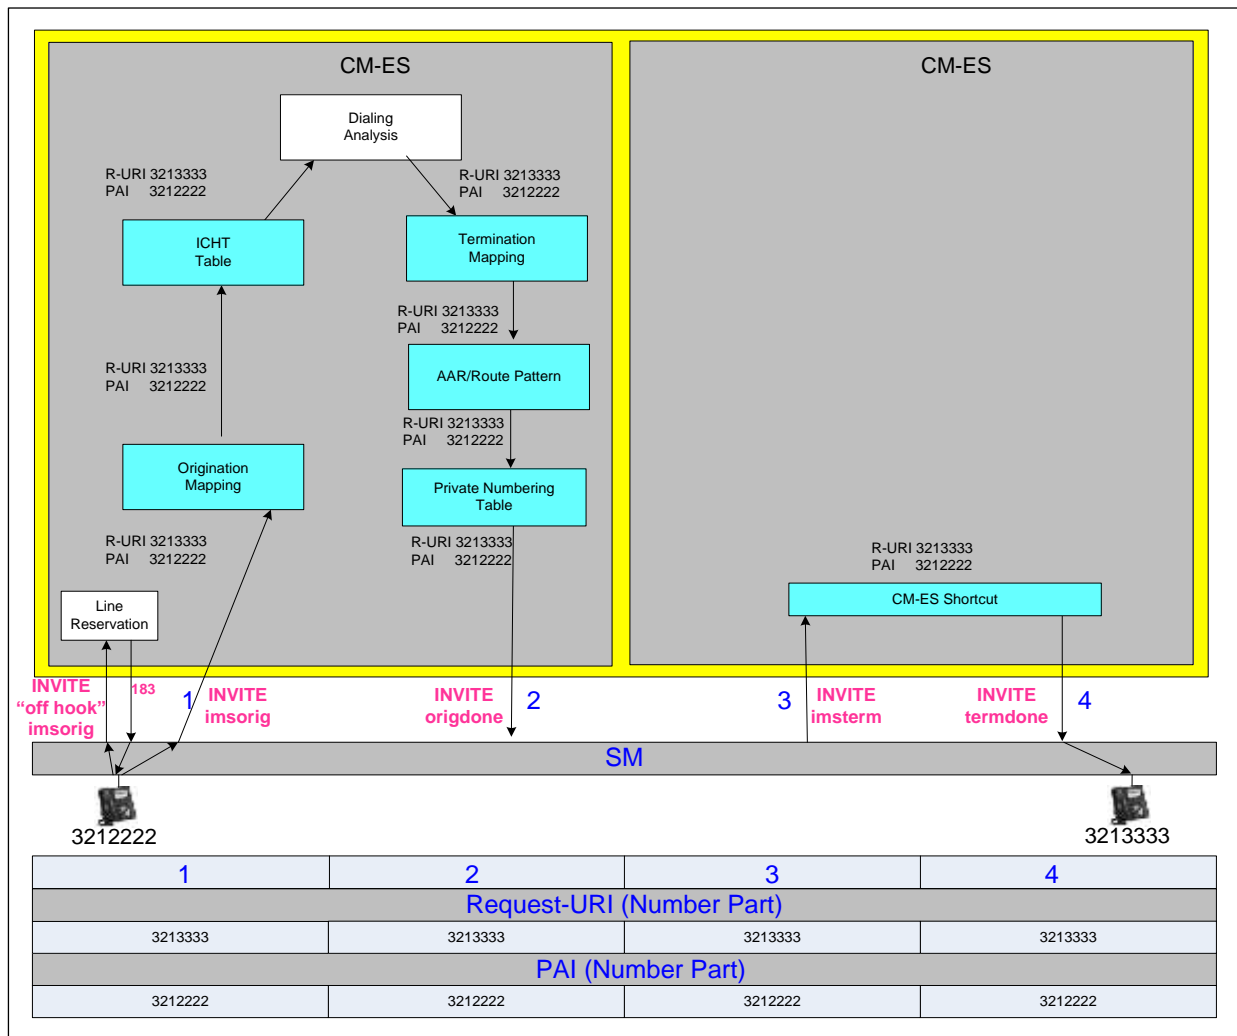 CM-ES
CM-ES
Dialing
Analysis
R-URI 3213333
PAI 3212222
R-URI 3213333
PAI 3212222
ICHT
Table
Termination
Mapping
R-URI 3213333
PAI 3212222
R-URI 3213333
PAI 3212222
AAR/Route Pattern
R-URI 3213333
PAI 3212222
Origination
Mapping
Private Numbering
Table
R-URI 3213333
PAI 3212222
R-URI 3213333
PAI 3212222
R-URI 3213333
PAI 3212222
Line
Reservation
CM-ES Shortcut
INVITE
“off hook”
imsorig
183
1
INVITE
imsorig
INVITE
origdone
2
3
INVITE
imsterm
INVITE
termdone
4
SM
3212222
3213333
1 2 3 4
Request-URI (Number Part)
3213333 3213333 3213333 3213333
PAI (Number Part)
3212222 3212222 3212222 3212222